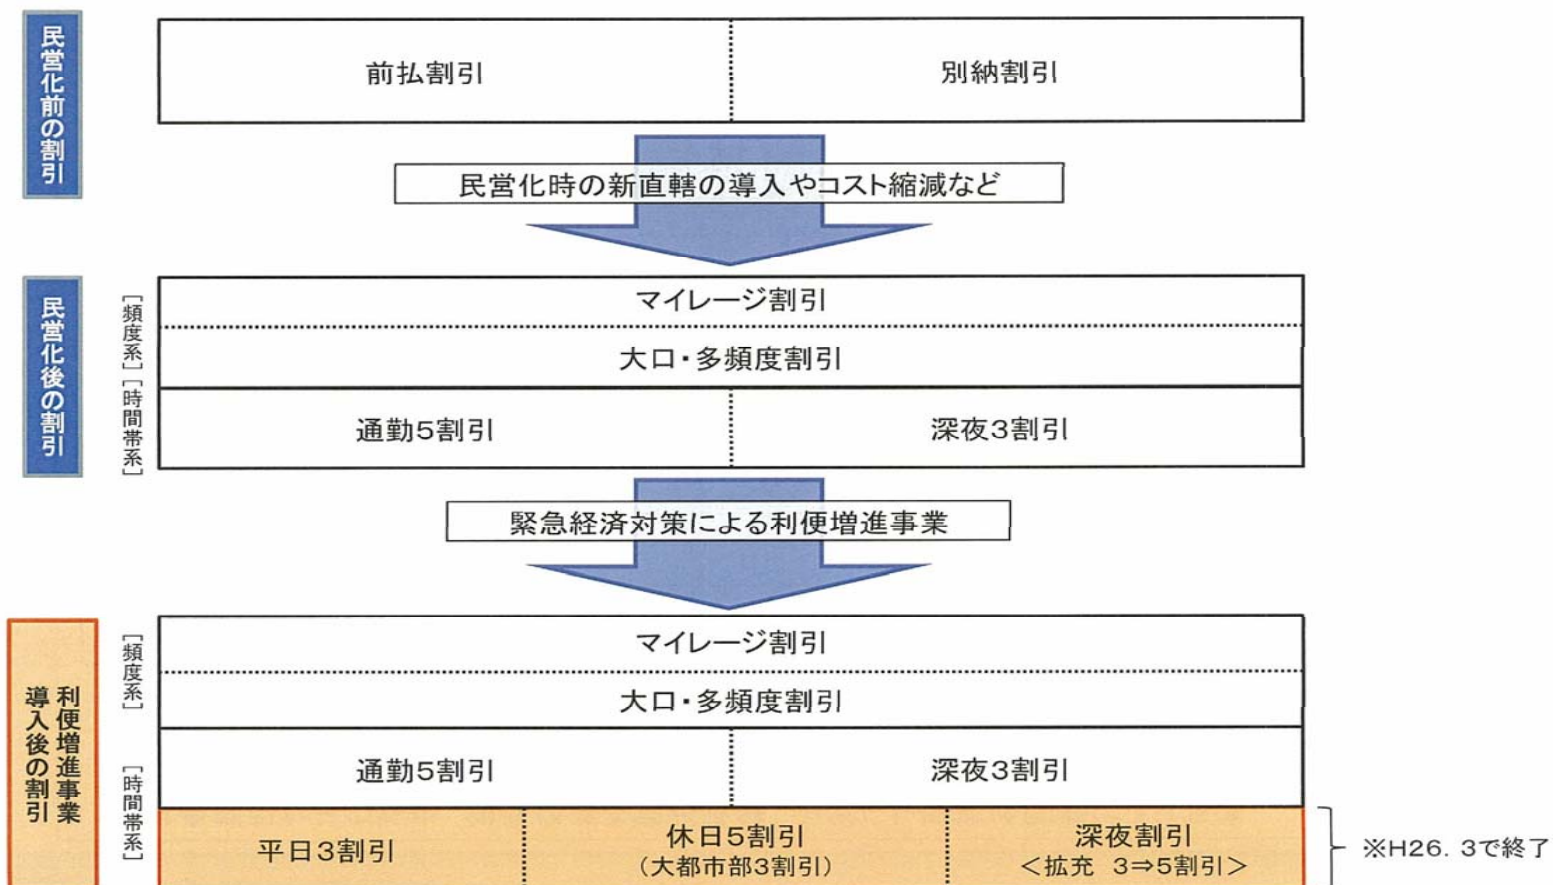 民営化前の割引
前払割引
別納割引
民営化時の新直轄の導入やコスト縮減など
民営化後の割引
[頻度系]
マイレージ割引
大口・多頻度割引
[時間帯系]
通勤5割引
深夜3割引
緊急経済対策による利便増進事業
利便増進事業
導入後の割引
[頻度系]
マイレージ割引
大口・多頻度割引
[時間帯系]
通勤5割引
深夜3割引
平日3割引
休日5割引
(大都市部3割引)
深夜割引
<拡充 3⇒5割引>
※H26. 3で終了